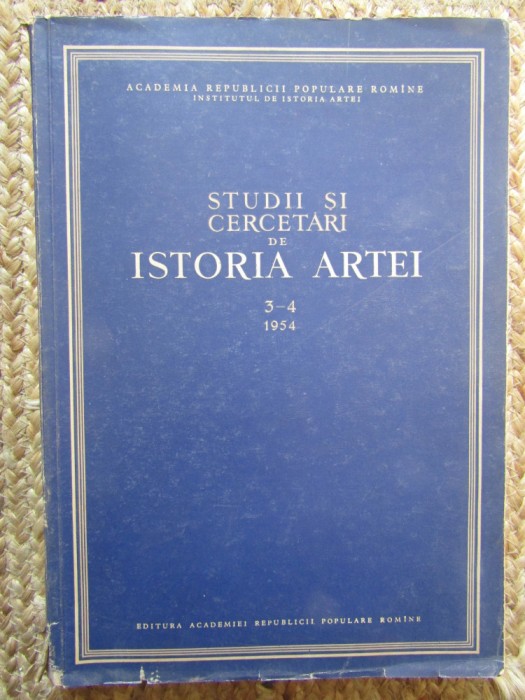 ACADEMIA REPUBLICII POPULARE ROMÎNE
INSTITUTUL DE ISTORIA ARTEI
STUDII ȘI
CERCETĂRI
DE
ISTORIA ARTEI
3-4
1954
EDITURA ACADEMIEI REPUBLICII POPULARE ROMÎNE